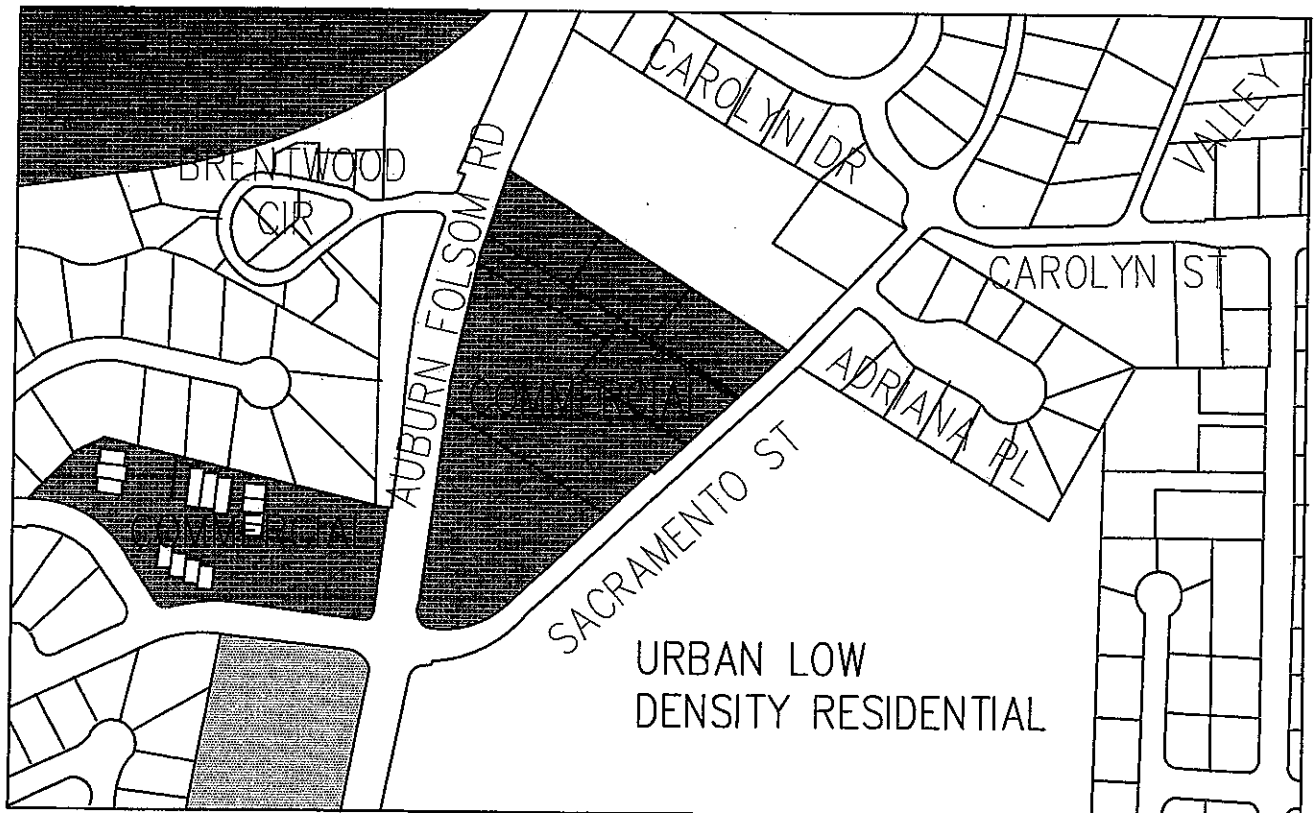 CAROLYN DR
VALLEY
BRENTWOOD
CIR
AUBURN FOLSOM RD
CAROLYN ST
COMMERCIAL
ADRIANA PL
SACRAMENTO ST
COMMERCIAL
URBAN LOW
DENSITY RESIDENTIAL